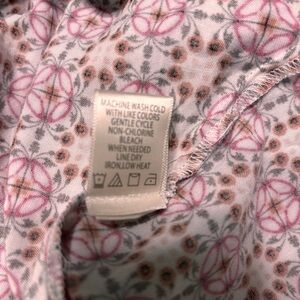 MACHINE WASH COLD
WITH LIKE COLORS
GENTLE CYCLE
NON-CHLORINE
BLEACH
WHEN NEEDED
LINE DRY
IRON,LOW HEAT